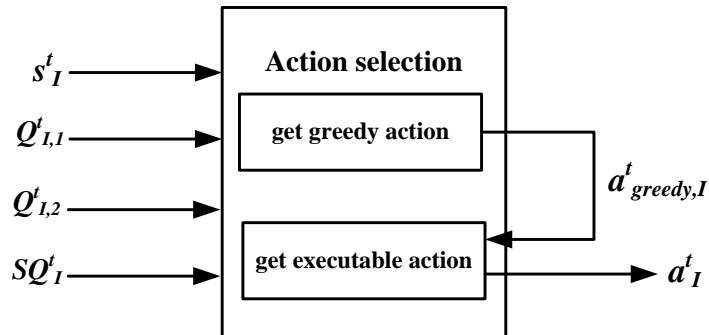 s^t_I
Action selection
Q^t_{I,1}
get greedy action
a^t_{greedy,I}
Q^t_{I,2}
SQ^t_I
get executable action
a^t_I